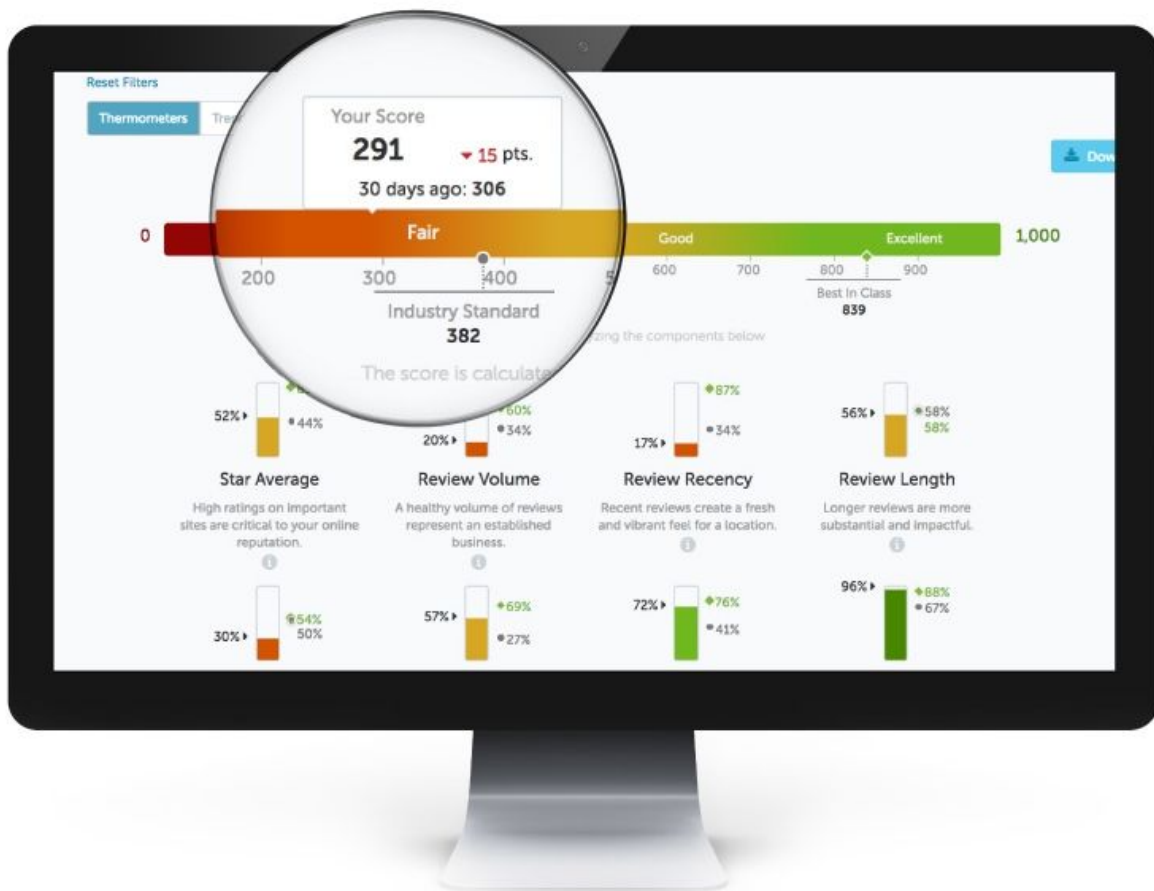 Reset Filters
Thermometers
Your Score
291 15 pts.
30 days ago: 306
0 Fair Good Excellent 1,000
200 300 400 600 700 800 900
Industry Standard
382
Best In Class
839
the components below
The score is
52% 44%
20% 60% 34%
17% 87% 34%
56% 58% 58%
Star Average
High ratings on important
sites are critical to your online
reputation.
Review Volume
A healthy volume of reviews
represent an established
business.
Review Recency
Recent reviews create a fresh
and vibrant feel for a location.
Review Length
Longer reviews are more
substantial and impactful.
30% 54% 50%
57% 69% 27%
72% 76% 41%
96% 88% 67%